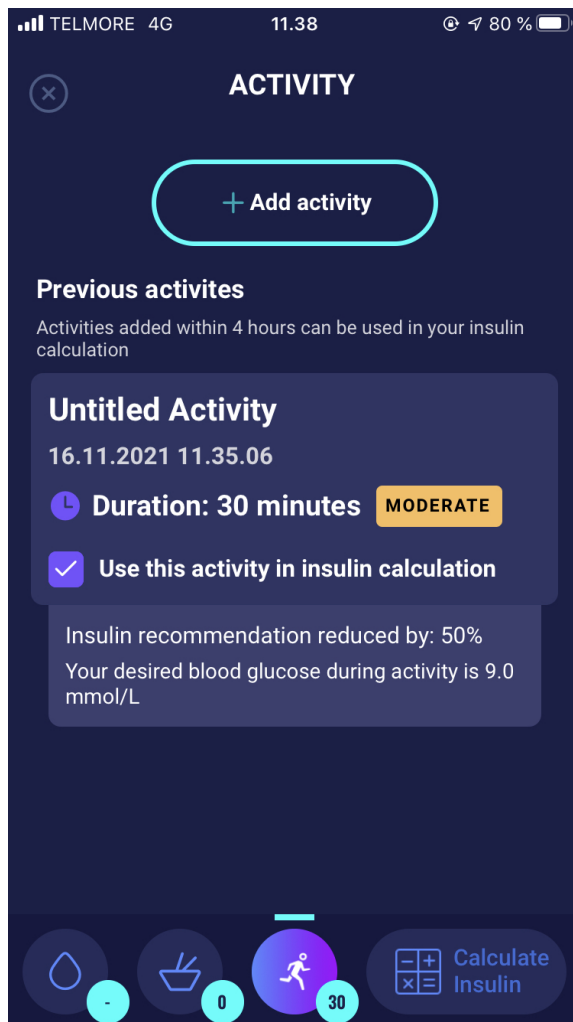 TELMORE 4G 11.38 80 %
ACTIVITY
+ Add activity
Previous activites
Activities added within 4 hours can be used in your insulin
calculation
Untitled Activity
16.11.2021 11.35.06
Duration: 30 minutes MODERATE
Use this activity in insulin calculation
Insulin recommendation reduced by: 50%
Your desired blood glucose during activity is 9.0
mmol/L
Calculate
Insulin
- 0 30